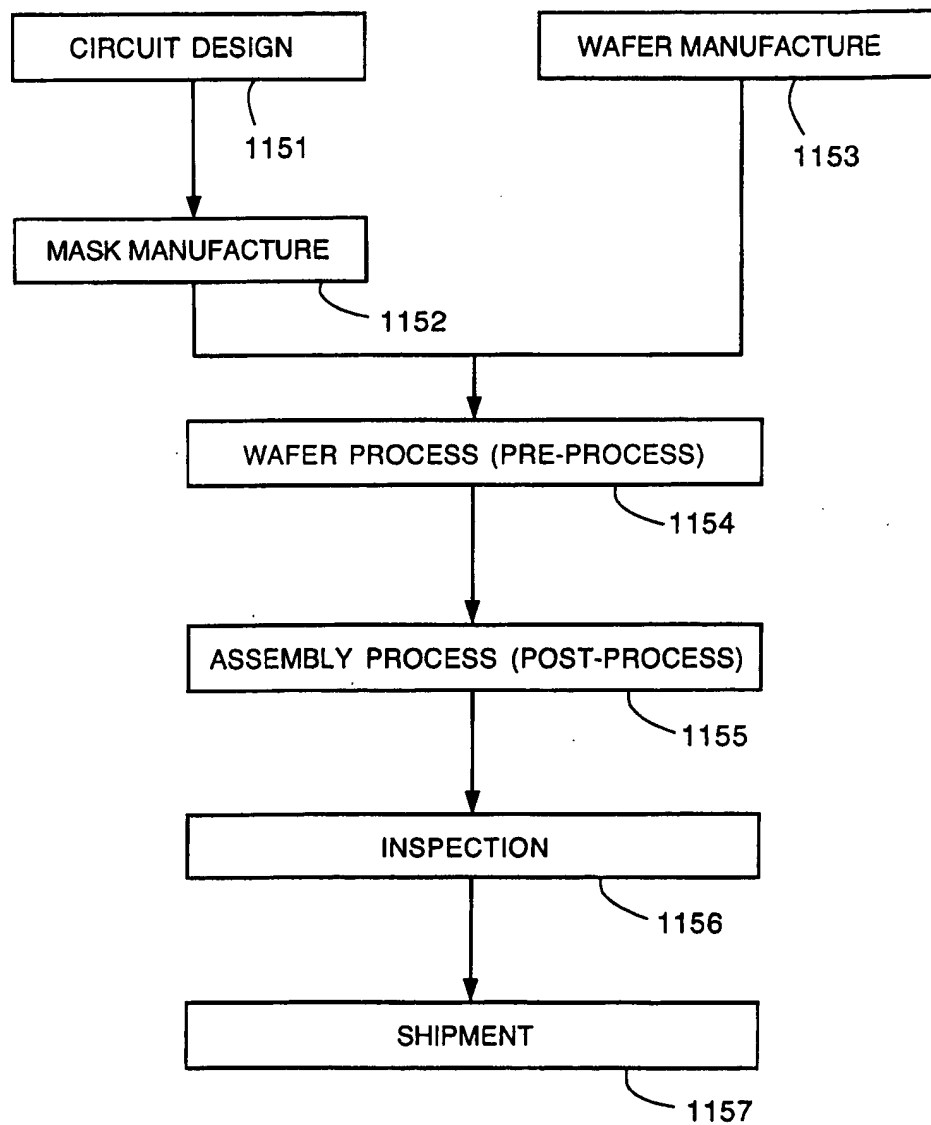 CIRCUIT DESIGN
WAFER MANUFACTURE
1151
1153
MASK MANUFACTURE
1152
WAFER PROCESS (PRE-PROCESS)
1154
ASSEMBLY PROCESS (POST-PROCESS)
1155
INSPECTION
1156
SHIPMENT
1157